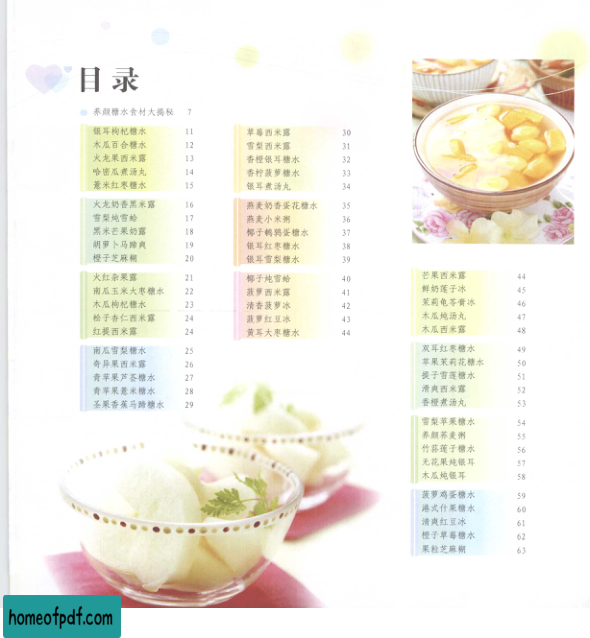 目录
养颜糖水食材大揭秘 7
银耳枸杞糖水 11
木瓜百合糖水 12
火龙果西米露 13
哈密瓜煮汤丸 14
薏米红枣糖水 15
火龙奶香黑米露 16
雪梨炖雪蛤 17
黑米芒果奶露 18
胡萝卜马蹄爽 19
橙子芝麻糊 20
火红杂果露 21
南瓜玉米大枣糖水 22
木瓜枸杞糖水 23
柚子杏仁西米露 24
红提西米露 24
南瓜雪梨糖水 25
奇异果西米露 26
青苹果芦荟糖水 27
青苹果薏米糖水 28
圣果香蕉马蹄糖水 29
草莓西米露 30
雪梨西米露 31
香橙银耳糖水 32
香柠菠萝糖水 33
银耳煮汤丸 34
燕麦奶香蛋花糖水 35
燕麦小米粥 36
椰子鹌鹑蛋糖水 37
银耳红枣糖水 38
银耳雪梨糖水 39
椰子炖雪蛤 40
菠萝西米露 41
清香菠萝冰 42
菠萝红豆冰 43
黄耳大枣糖水 44
芒果西米露 44
鲜奶莲子冰 45
茉莉龟苓膏冰 46
木瓜炖汤丸 47
木瓜西米露 48
双耳红枣糖水 49
苹果茉莉花糖水 50
提子雪莲糖水 51
清爽西米露 52
香橙煮汤丸 53
雪梨苹果糖水 54
养颜荞麦粥 55
竹荪莲子糖水 56
无花果炖银耳 57
木瓜炖银耳 58
菠萝鸡蛋糖水 59
港式什果糖水 60
清爽红豆冰 61
橙子草莓糖水 62
果粒芝麻糊 63
homeofpdf.com